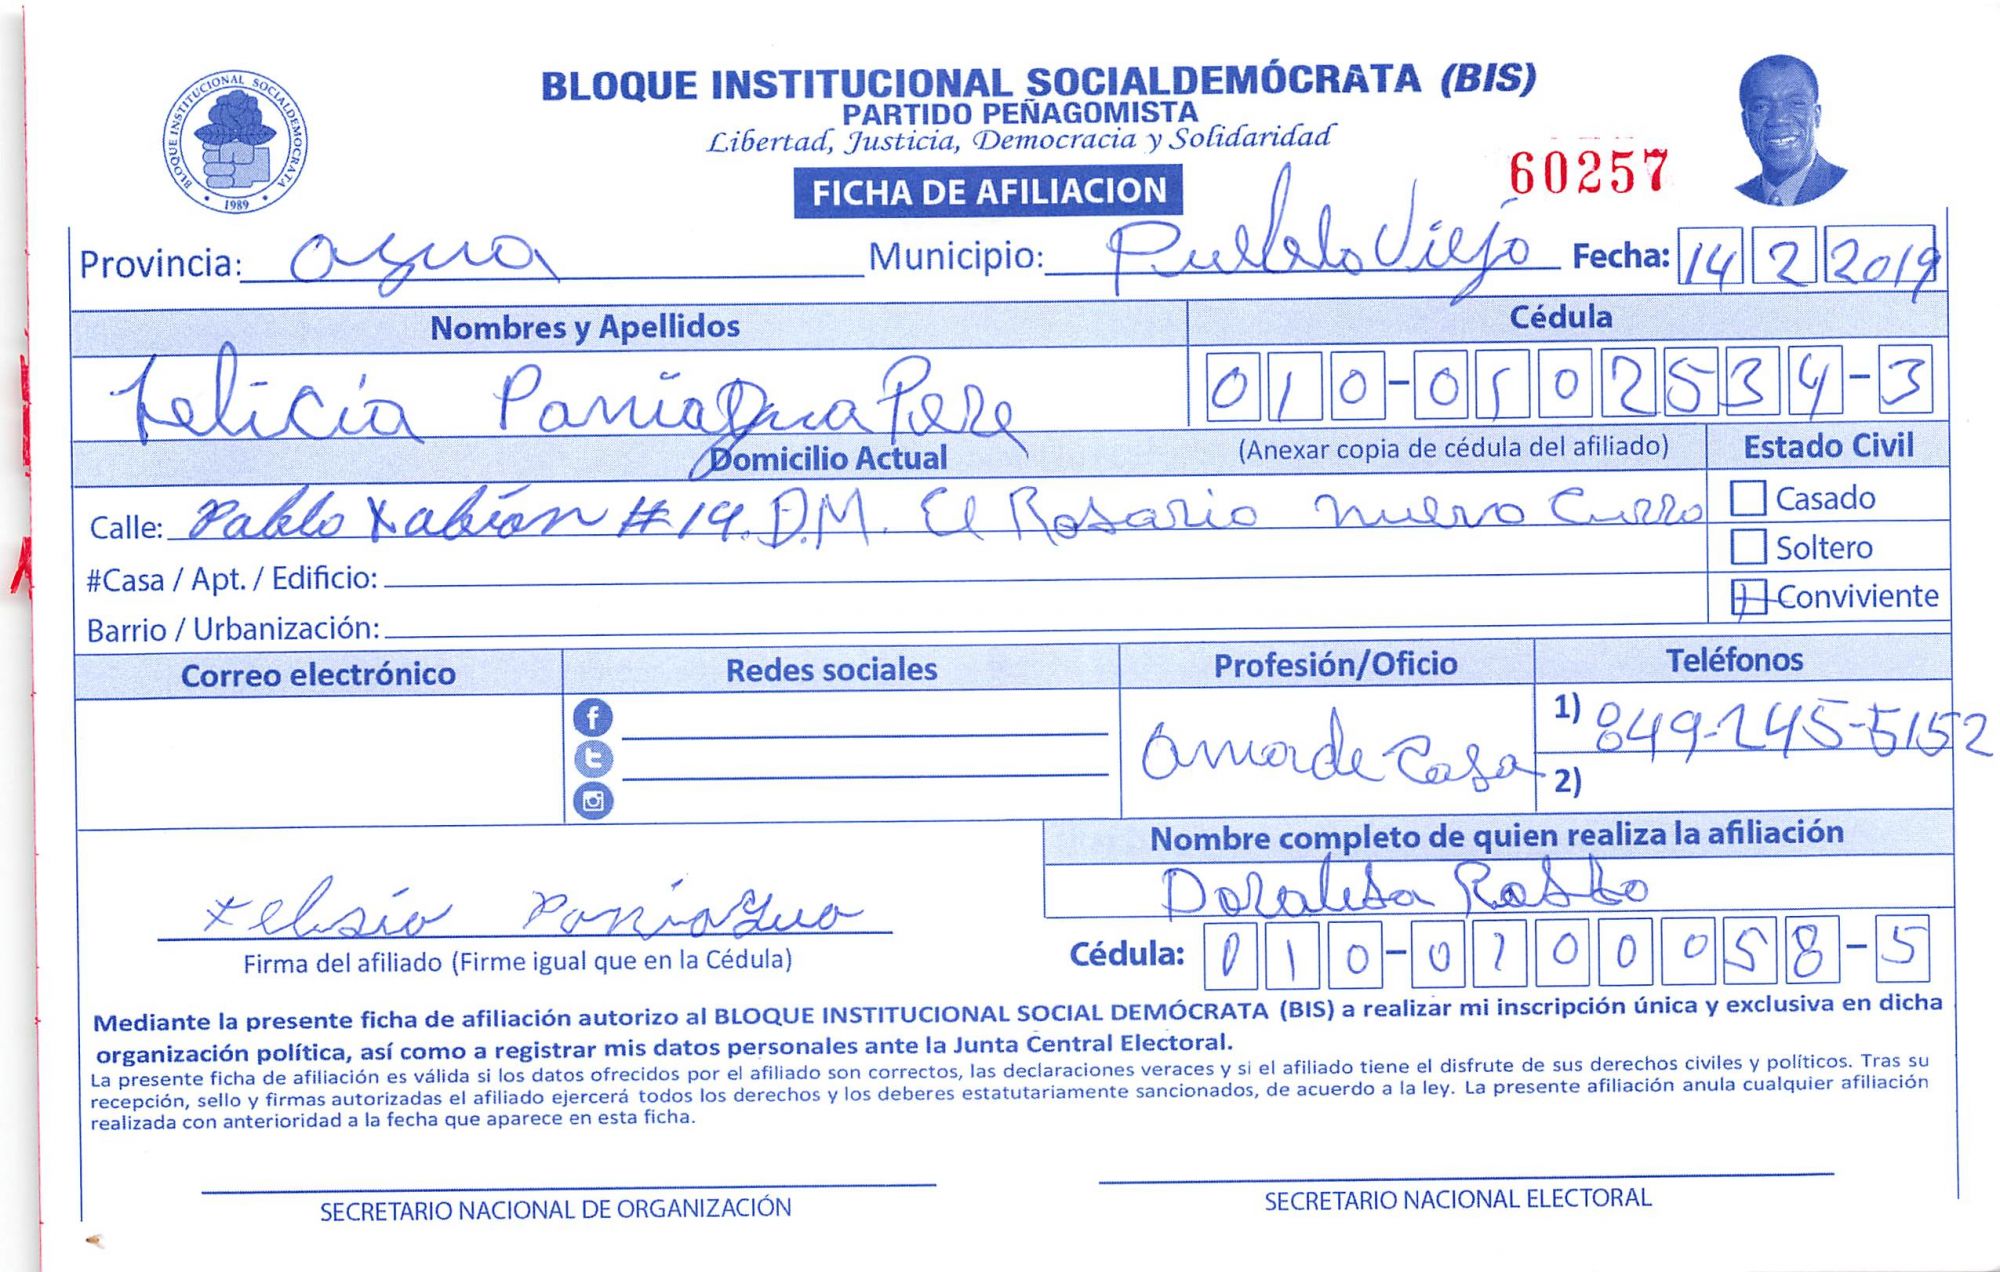 BLOQUE INSTITUCIONAL SOCIALDEMOCRATA
1989
BLOQUE INSTITUCIONAL SOCIALDEMÓCRATA (BIS)
PARTIDO PEÑAGOMISTA
Libertad, Justicia, Democracia y Solidaridad
60257
FICHA DE AFILIACION
Provincia: Azua Municipio: Pueblo Viejo Fecha: 14 2 2019
Nombres y Apellidos Cédula
Felicia Paniagua Pere 010-0102534-3
Domicilio Actual (Anexar copia de cédula del afiliado) Estado Civil
Calle: Pablo #19. D.M. El Rosario nuevo Curro
Casado
Soltero
#Casa / Apt. / Edificio:
Conviviente
Barrio / Urbanización:
Correo electrónico Redes sociales Profesión/Oficio Teléfonos
1) 849-245-5152
Ama de Casa
2)
Nombre completo de quien realiza la afiliación
Paniagua
Firma del afiliado (Firme igual que en la Cédula)
Cédula: 010-0100058-5
Mediante la presente ficha de afiliación autorizo al BLOQUE INSTITUCIONAL SOCIAL DEMÓCRATA (BIS) a realizar mi inscripción única y exclusiva en dicha
organización política, así como a registrar mis datos personales ante la Junta Central Electoral.
La presente ficha de afiliación es válida si los datos ofrecidos por el afiliado son correctos, las declaraciones veraces y si el afiliado tiene el disfrute de sus derechos civiles y políticos. Tras su
recepción, sello y firmas autorizadas el afiliado ejercerá todos los derechos y los deberes estatutariamente sancionados, de acuerdo a la ley. La presente afiliación anula cualquier afiliación
realizada con anterioridad a la fecha que aparece en esta ficha.
SECRETARIO NACIONAL DE ORGANIZACIÓN SECRETARIO NACIONAL ELECTORAL